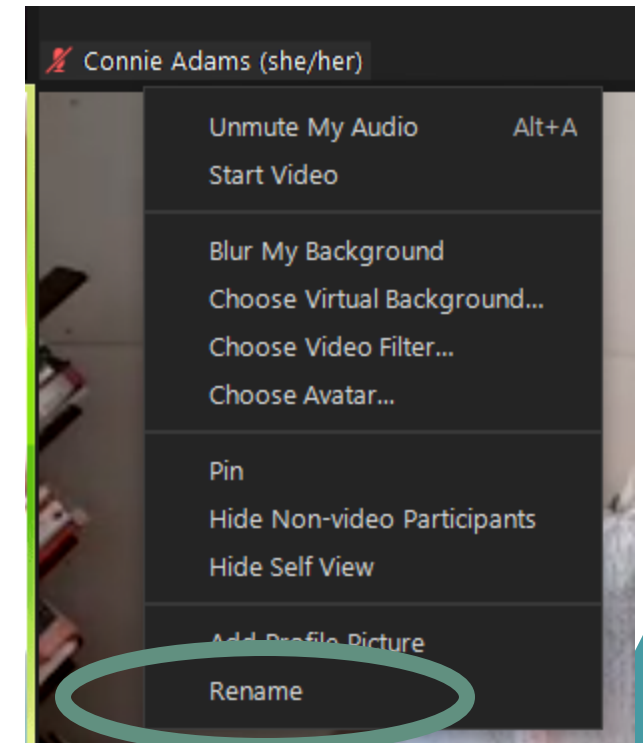 Connie Adams (she/her)
Unmute My Audio Alt+A
Start Video
Blur My Background
Choose Virtual Background...
Choose Video Filter...
Choose Avatar...
Pin
Hide Non-video Participants
Hide Self View
Add Profile Picture
Rename